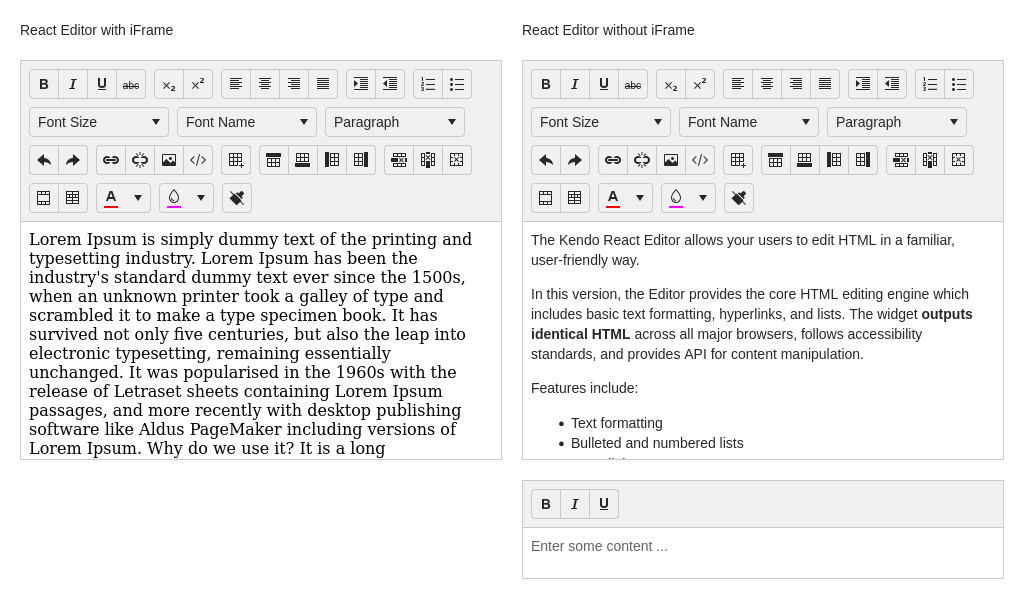 React Editor with iFrame
B I U abc x₂ x²
Font Size Font Name Paragraph
A
Lorem Ipsum is simply dummy text of the printing and
typesetting industry. Lorem Ipsum has been the
industry's standard dummy text ever since the 1500s,
when an unknown printer took a galley of type and
scrambled it to make a type specimen book. It has
survived not only five centuries, but also the leap into
electronic typesetting, remaining essentially
unchanged. It was popularised in the 1960s with the
release of Letraset sheets containing Lorem Ipsum
passages, and more recently with desktop publishing
software like Aldus PageMaker including versions of
Lorem Ipsum. Why do we use it? It is a long
React Editor without iFrame
B I U abc x₂ x²
Font Size Font Name Paragraph
A
The Kendo React Editor allows your users to edit HTML in a familiar,
user-friendly way.
In this version, the Editor provides the core HTML editing engine which
includes basic text formatting, hyperlinks, and lists. The widget outputs
identical HTML across all major browsers, follows accessibility
standards, and provides API for content manipulation.
Features include:
• Text formatting
• Bulleted and numbered lists
B I U
Enter some content ...